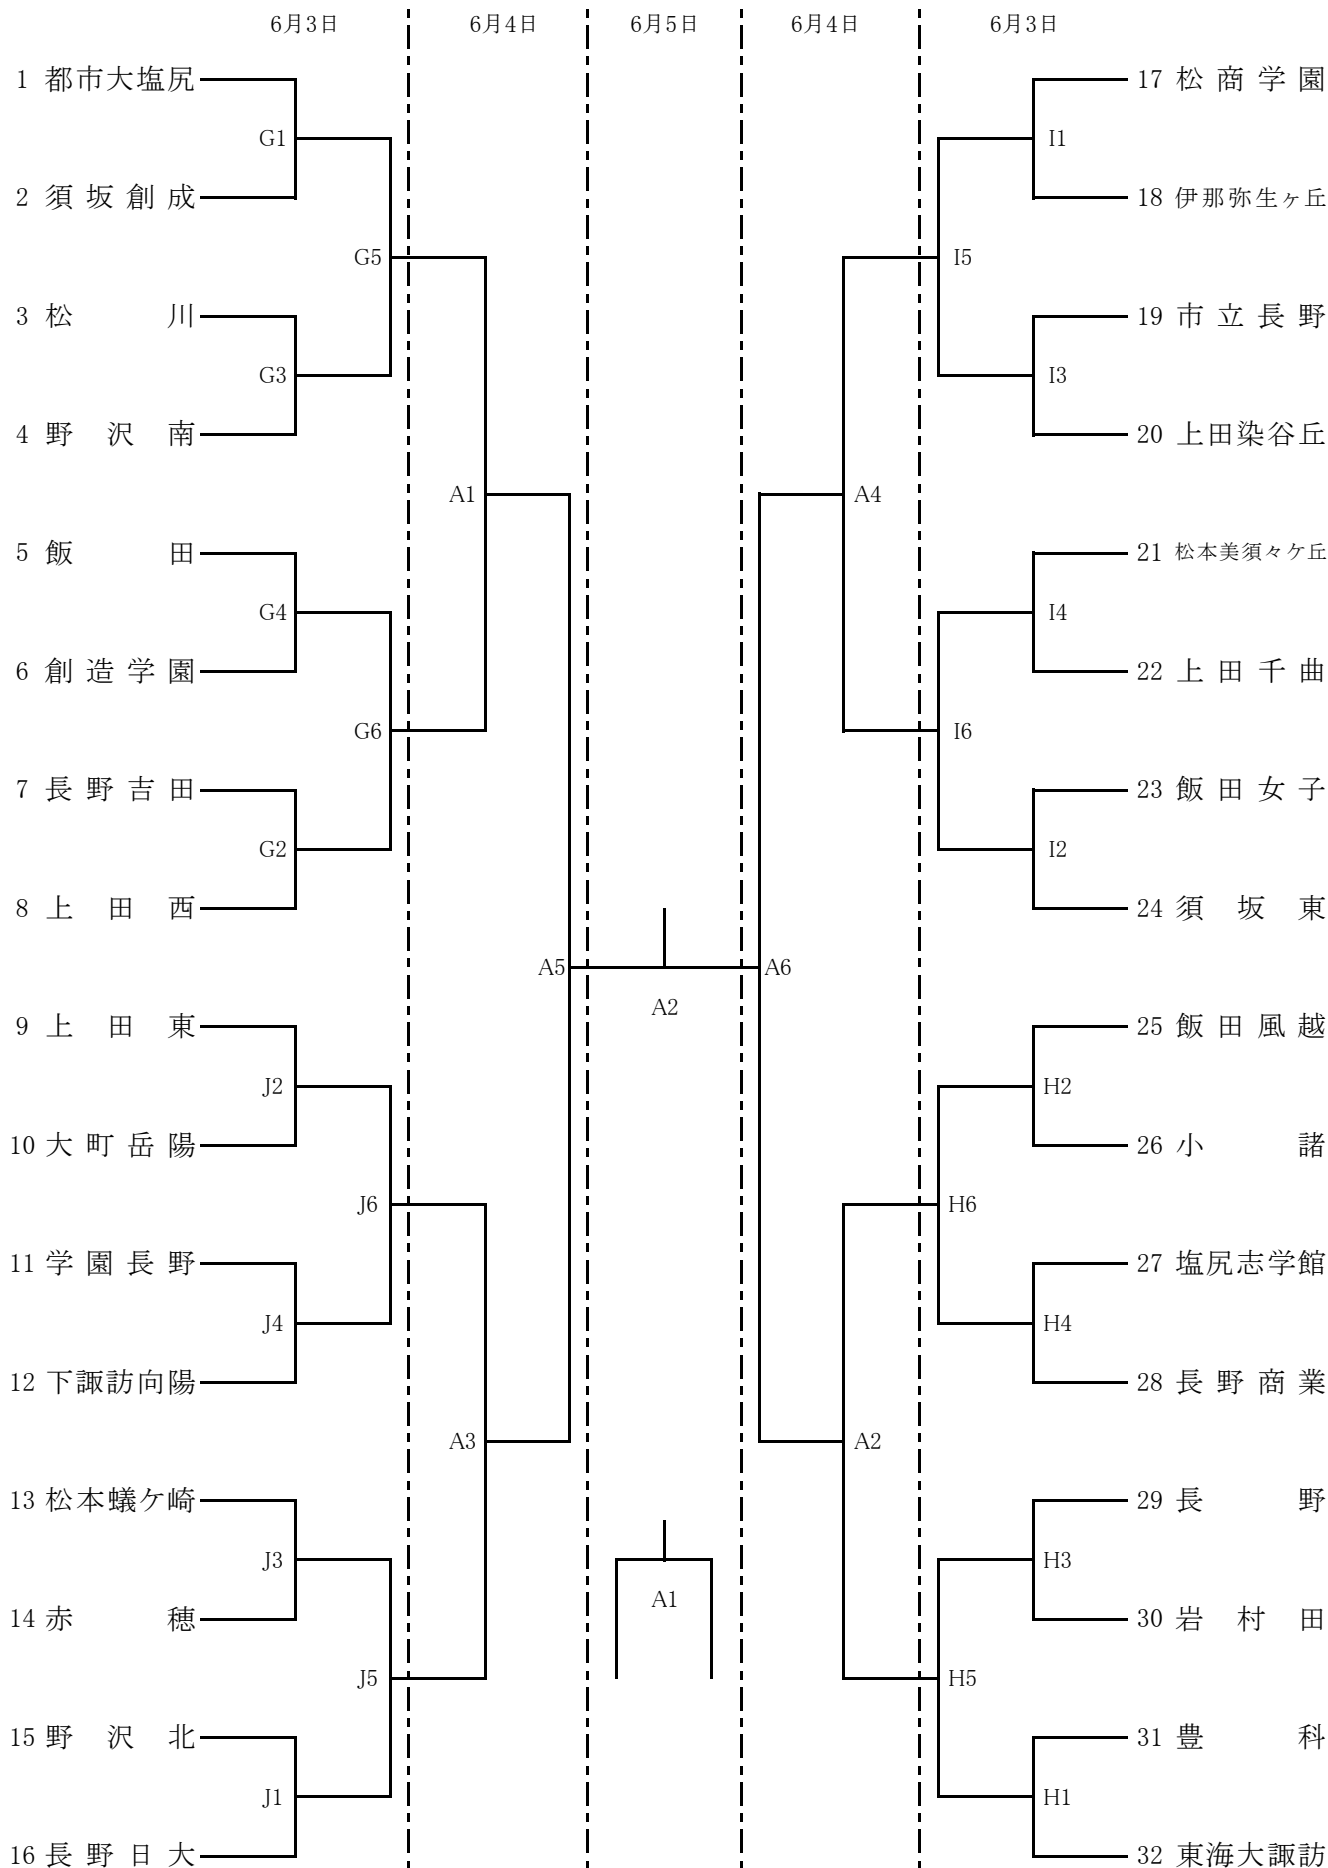 6月3日 6月4日 6月5日 6月4日 6月3日
1 都市大塩尻
G1
2 須坂創成
G5
3 松川
G3
4 野沢南
A1
5 飯田
G4
6 創造学園
G6
7 長野吉田
G2
8 上田西
A5
9 上田東
J2
10 大町岳陽
J6
11 学園長野
J4
12 下諏訪向陽
A3
13 松本蟻ケ崎
J3
14 赤穂
J5
15 野沢北
J1
16 長野日大
A2
A1
17 松商学園
I1
18 伊那弥生ヶ丘
I5
19 市立長野
I3
20 上田染谷丘
A4
21 松本美須々ケ丘
I4
22 上田千曲
I6
23 飯田女子
I2
24 須坂東
A6
25 飯田風越
H2
26 小諸
H6
27 塩尻志学館
H4
28 長野商業
A2
29 長野
H3
30 岩村田
H5
31 豊科
H1
32 東海大諏訪